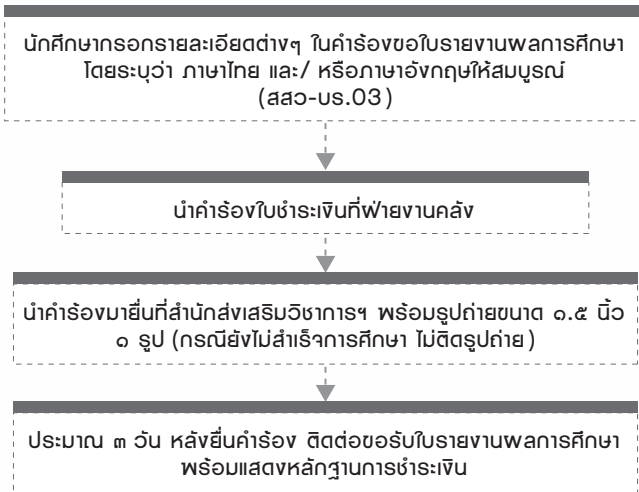 นักศึกษากรอกรายละเอียดต่างๆ ในคำร้องขอใบรายงานผลการศึกษา
โดยระบุว่า ภาษาไทย และ/ หรือภาษาอังกฤษให้สมบูรณ์
(สสว-บร.03)
นำคำร้องใบชำระเงินที่ฝ่ายงานคลัง
นำคำร้องมายื่นที่สำนักส่งเสริมวิชาการฯ พร้อมรูปถ่ายขนาด ๑.๕ นิ้ว
๑ รูป (กรณียังไม่สำเร็จการศึกษา ไม่ติดรูปถ่าย)
ประมาณ ๓ วัน หลังยื่นคำร้อง ติดต่อขอรับใบรายงานผลการศึกษา
พร้อมแสดงหลักฐานการชำระเงิน